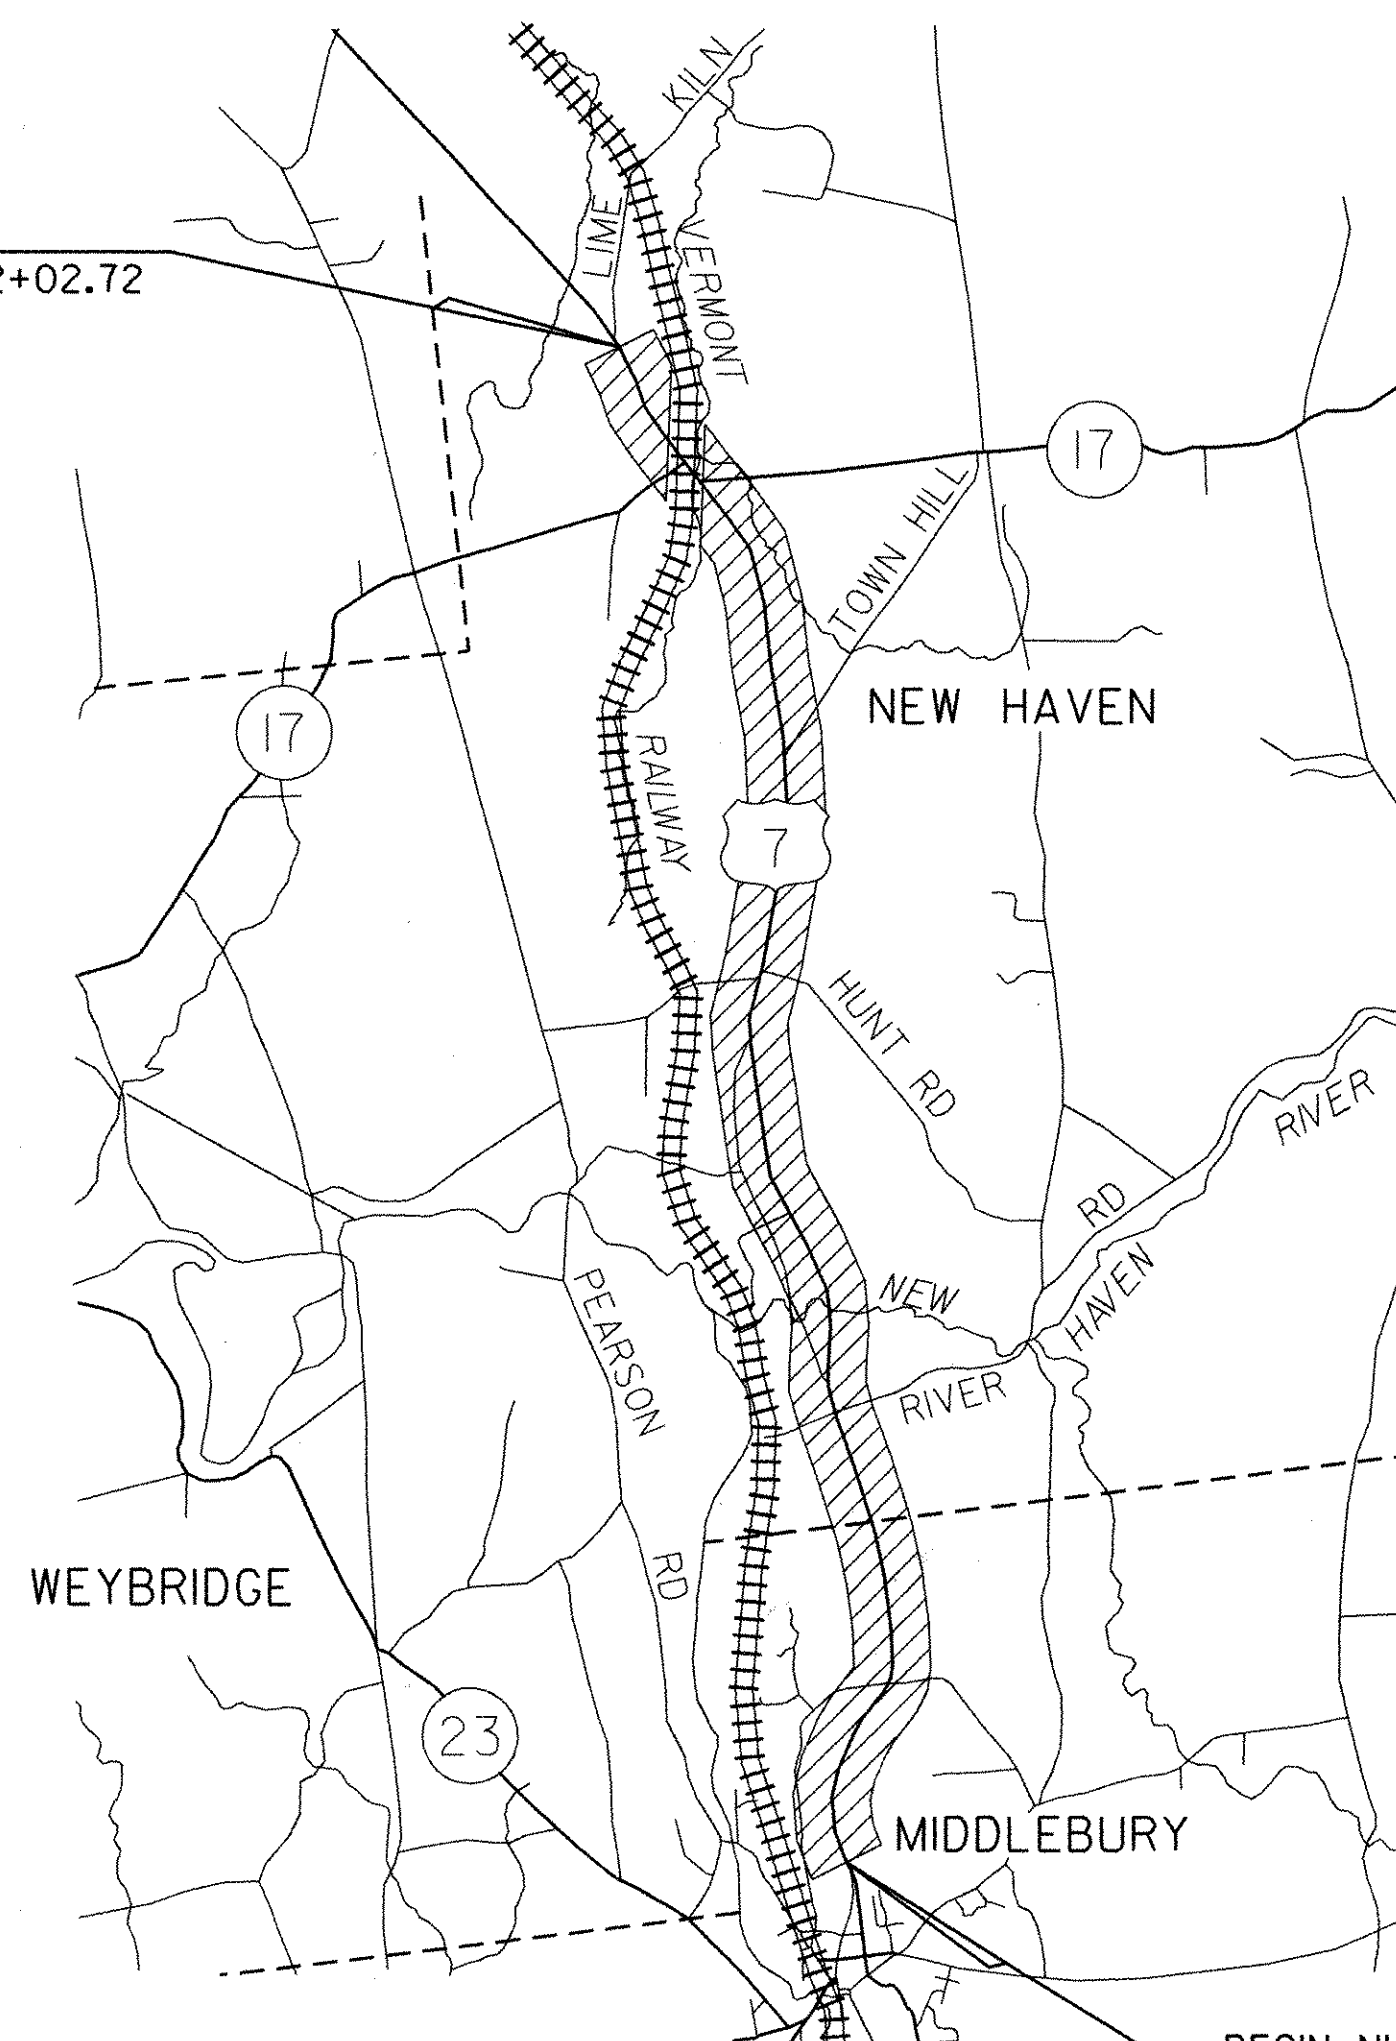 KILN
LIME
VERMONT
2+02.72
17
TOWN HILL
NEW HAVEN
17
RAILWAY
7
HUNT RD
RIVER
RD
HAVEN
NEW
PEARSON
RIVER
RD
WEYBRIDGE
23
MIDDLEBURY